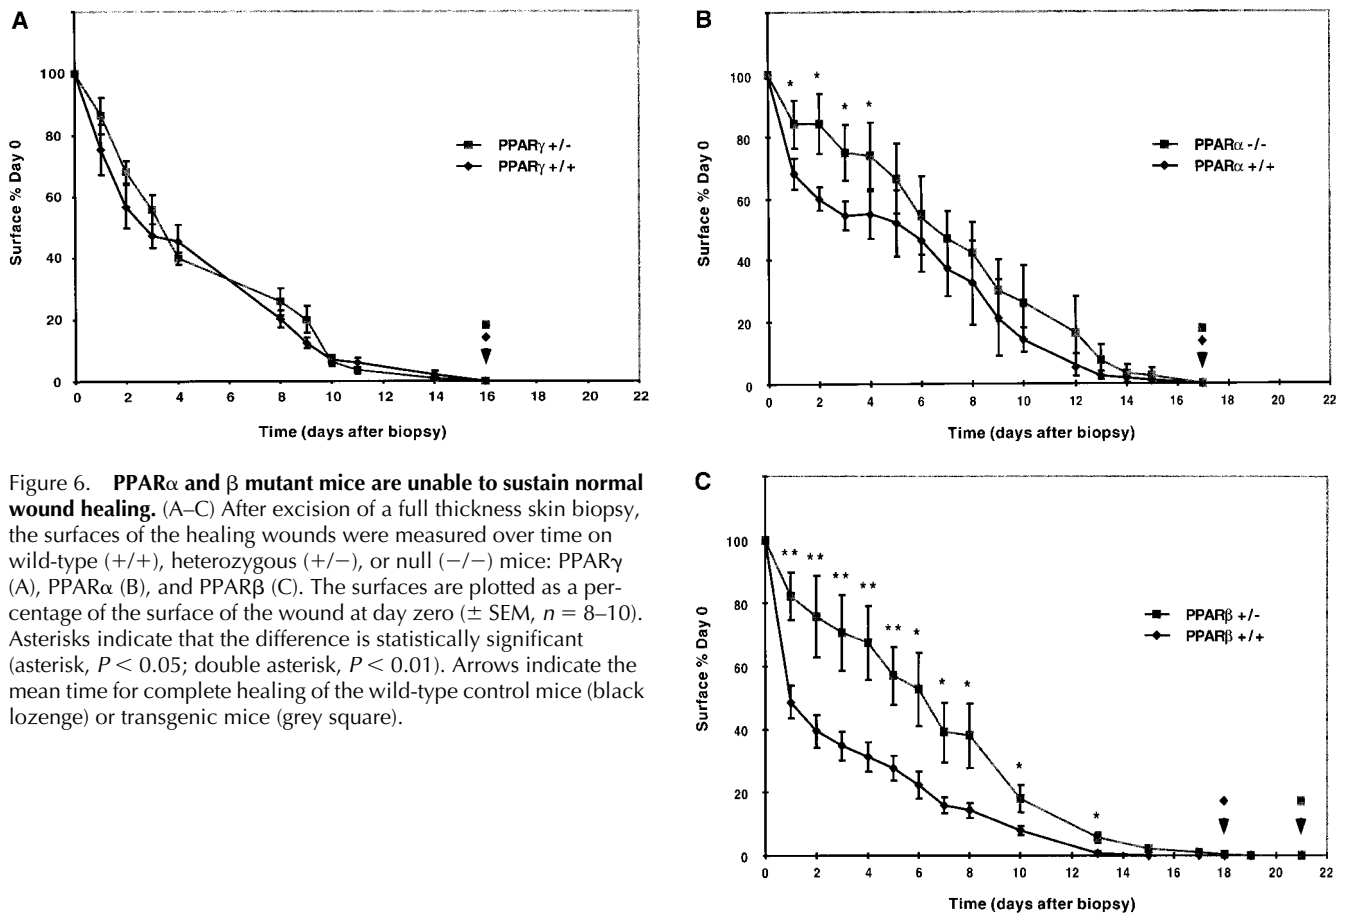 A
100
80
60
40
20
0
Surface % Day 0
PPARγ +/-
PPARγ +/+
0 2 4 6 8 10 12 14 16 18 20 22
Time (days after biopsy)
B
100
80
60
40
20
0
Surface % Day 0
* * * *
PPARα -/-
PPARα +/+
0 2 4 6 8 10 12 14 16 18 20 22
Time (days after biopsy)
Figure 6. PPARα and β mutant mice are unable to sustain normal
wound healing. (A–C) After excision of a full thickness skin biopsy,
the surfaces of the healing wounds were measured over time on
wild-type (+/+), heterozygous (+/−), or null (−/−) mice: PPARγ
(A), PPARα (B), and PPARβ (C). The surfaces are plotted as a per-
centage of the surface of the wound at day zero (± SEM, n = 8–10).
Asterisks indicate that the difference is statistically significant
(asterisk, P < 0.05; double asterisk, P < 0.01). Arrows indicate the
mean time for complete healing of the wild-type control mice (black
lozenge) or transgenic mice (grey square).
C
100
80
60
40
20
0
Surface % Day 0
** ** ** ** ** * * * * *
PPARβ +/-
PPARβ +/+
0 2 4 6 8 10 12 14 16 18 20 22
Time (days after biopsy)